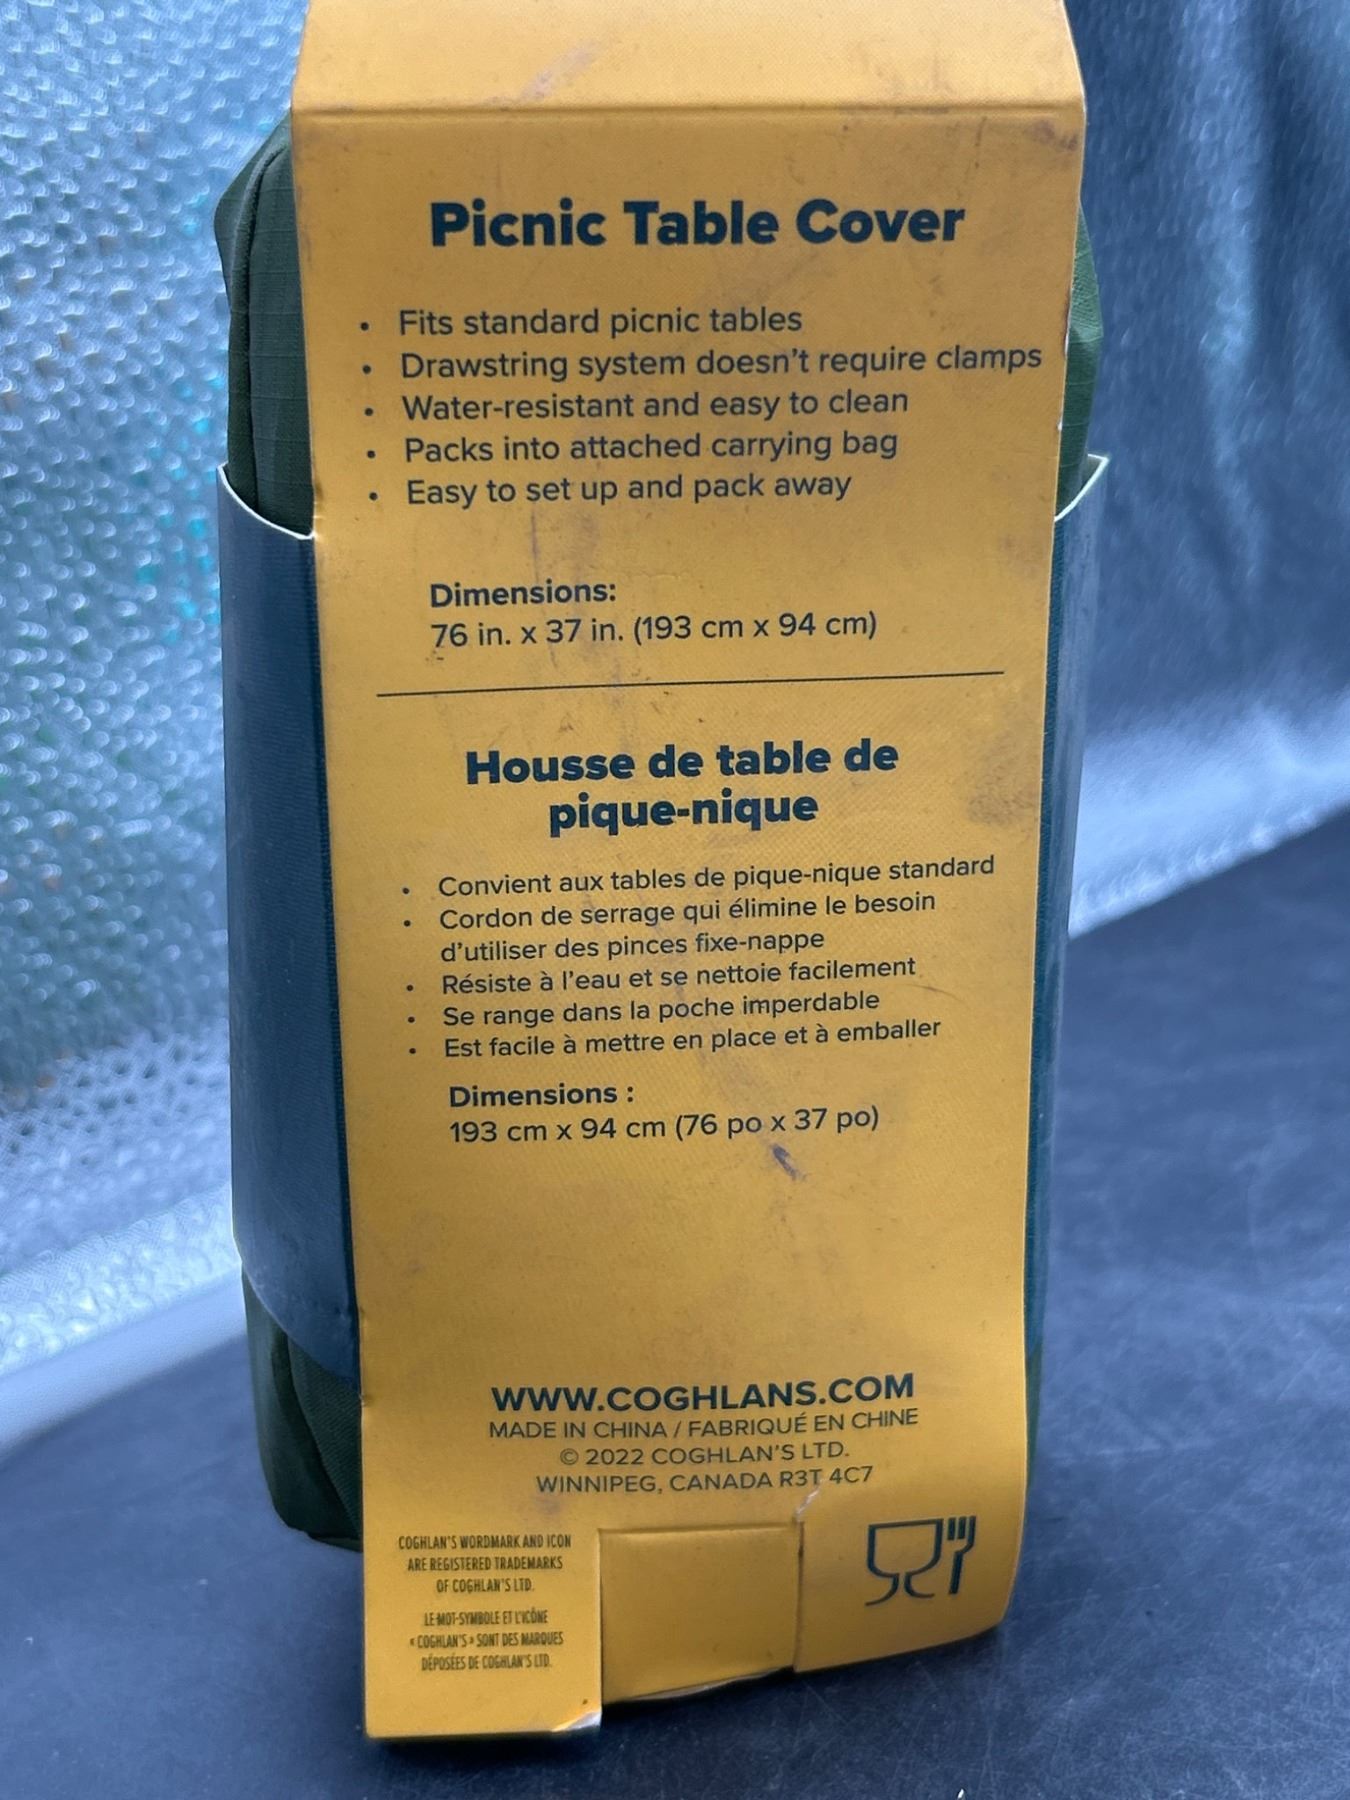 Picnic Table Cover
• Fits standard picnic tables
• Drawstring system doesn't require clamps
• Water-resistant and easy to clean
• Packs into attached carrying bag
• Easy to set up and pack away
Dimensions:
76 in. x 37 in. (193 cm x 94 cm)
Housse de table de
pique-nique
• Convient aux tables de pique-nique standard
• Cordon de serrage qui élimine le besoin
d'utiliser des pinces fixe-nappe
• Résiste à l'eau et se nettoie facilement
• Se range dans la poche imperdable
• Est facile à mettre en place et à emballer
Dimensions :
193 cm x 94 cm (76 po x 37 po)
WWW.COGHLANS.COM
MADE IN CHINA / FABRIQUÉ EN CHINE
© 2022 COGHLAN'S LTD.
WINNIPEG, CANADA R3T 4C7
COGHLAN'S WORDMARK AND ICON
ARE REGISTERED TRADEMARKS
OF COGHLAN'S LTD.
LE MOT-SYMBOLE ET L'ICÔNE
« COGHLAN'S » SONT DES MARQUES
DÉPOSÉES DE COGHLAN'S LTD.